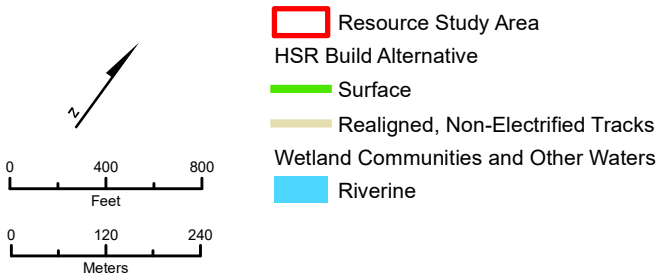 Resource Study Area
HSR Build Alternative
Surface
Realigned, Non-Electrified Tracks
Wetland Communities and Other Waters
Riverine
N
0 400 800
Feet
0 120 240
Meters